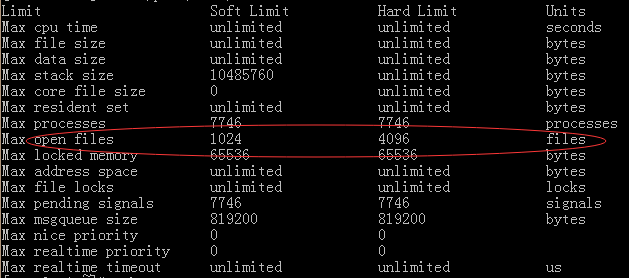 Limit Soft Limit Hard Limit Units
Max cpu time unlimited unlimited seconds
Max file size unlimited unlimited bytes
Max data size unlimited unlimited bytes
Max stack size 10485760 unlimited bytes
Max core file size 0 unlimited bytes
Max resident set unlimited unlimited bytes
Max processes 7746 7746 processes
Max open files 1024 4096 files
Max locked memory 65536 65536 bytes
Max address space unlimited unlimited bytes
Max file locks unlimited unlimited locks
Max pending signals 7746 7746 signals
Max msgqueue size 819200 819200 bytes
Max nice priority 0 0
Max realtime priority 0 0
Max realtime timeout unlimited unlimited us